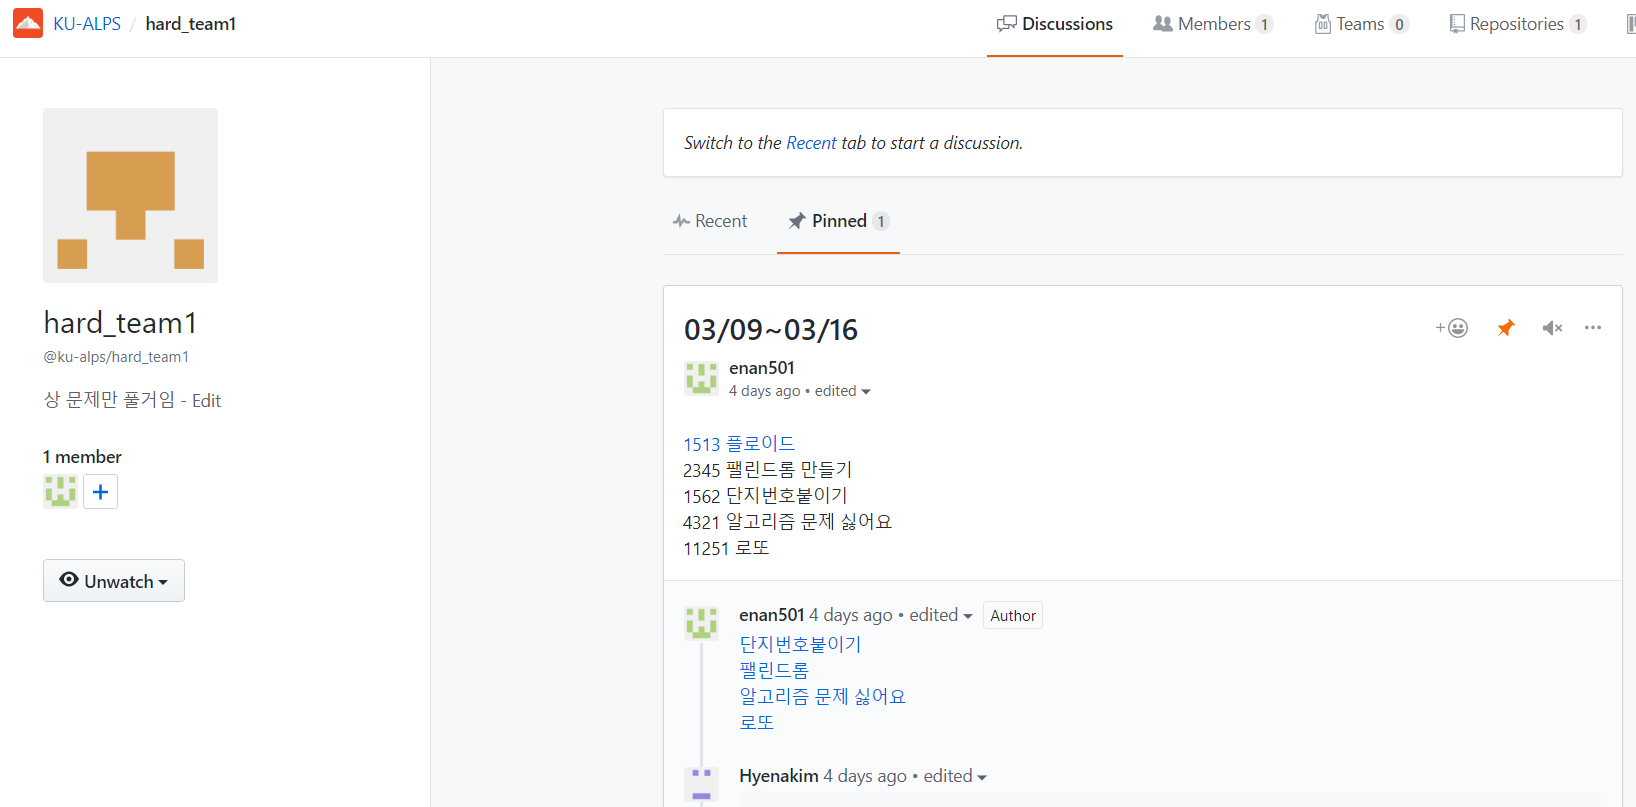 KU-ALPS / hard_team1
Discussions
Members 1
Teams 0
Repositories 1
hard_team1
@ku-alps/hard_team1
상 문제만 풀거임 - Edit
1 member
Unwatch
Switch to the Recent tab to start a discussion.
Recent
Pinned 1
03/09~03/16
enan501
4 days ago • edited
1513 플로이드
2345 팰린드롬 만들기
1562 단지번호붙이기
4321 알고리즘 문제 싫어요
11251 로또
enan501 4 days ago • edited Author
단지번호붙이기
팰린드롬
알고리즘 문제 싫어요
로또
Hyenakim 4 days ago • edited